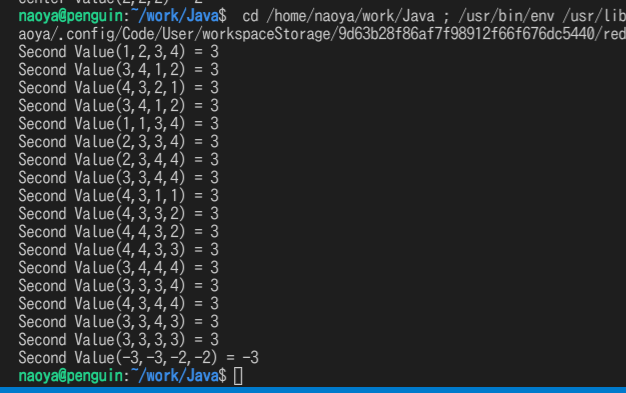 naoya@penguin:~/work/Java$ cd /home/naoya/work/Java ; /usr/bin/env /usr/lib
aoya/.config/Code/User/workspaceStorage/9d63b28f86af7f98912f66f676dc5440/red
Second Value(1,2,3,4) = 3
Second Value(3,4,1,2) = 3
Second Value(4,3,2,1) = 3
Second Value(3,4,1,2) = 3
Second Value(1,1,3,4) = 3
Second Value(2,3,3,4) = 3
Second Value(2,3,4,4) = 3
Second Value(3,3,4,4) = 3
Second Value(4,3,1,1) = 3
Second Value(4,3,3,2) = 3
Second Value(4,4,3,2) = 3
Second Value(4,4,3,3) = 3
Second Value(3,4,4,4) = 3
Second Value(3,3,3,4) = 3
Second Value(4,3,4,4) = 3
Second Value(3,3,4,3) = 3
Second Value(3,3,3,3) = 3
Second Value(-3,-3,-2,-2) = -3
naoya@penguin:~/work/Java$